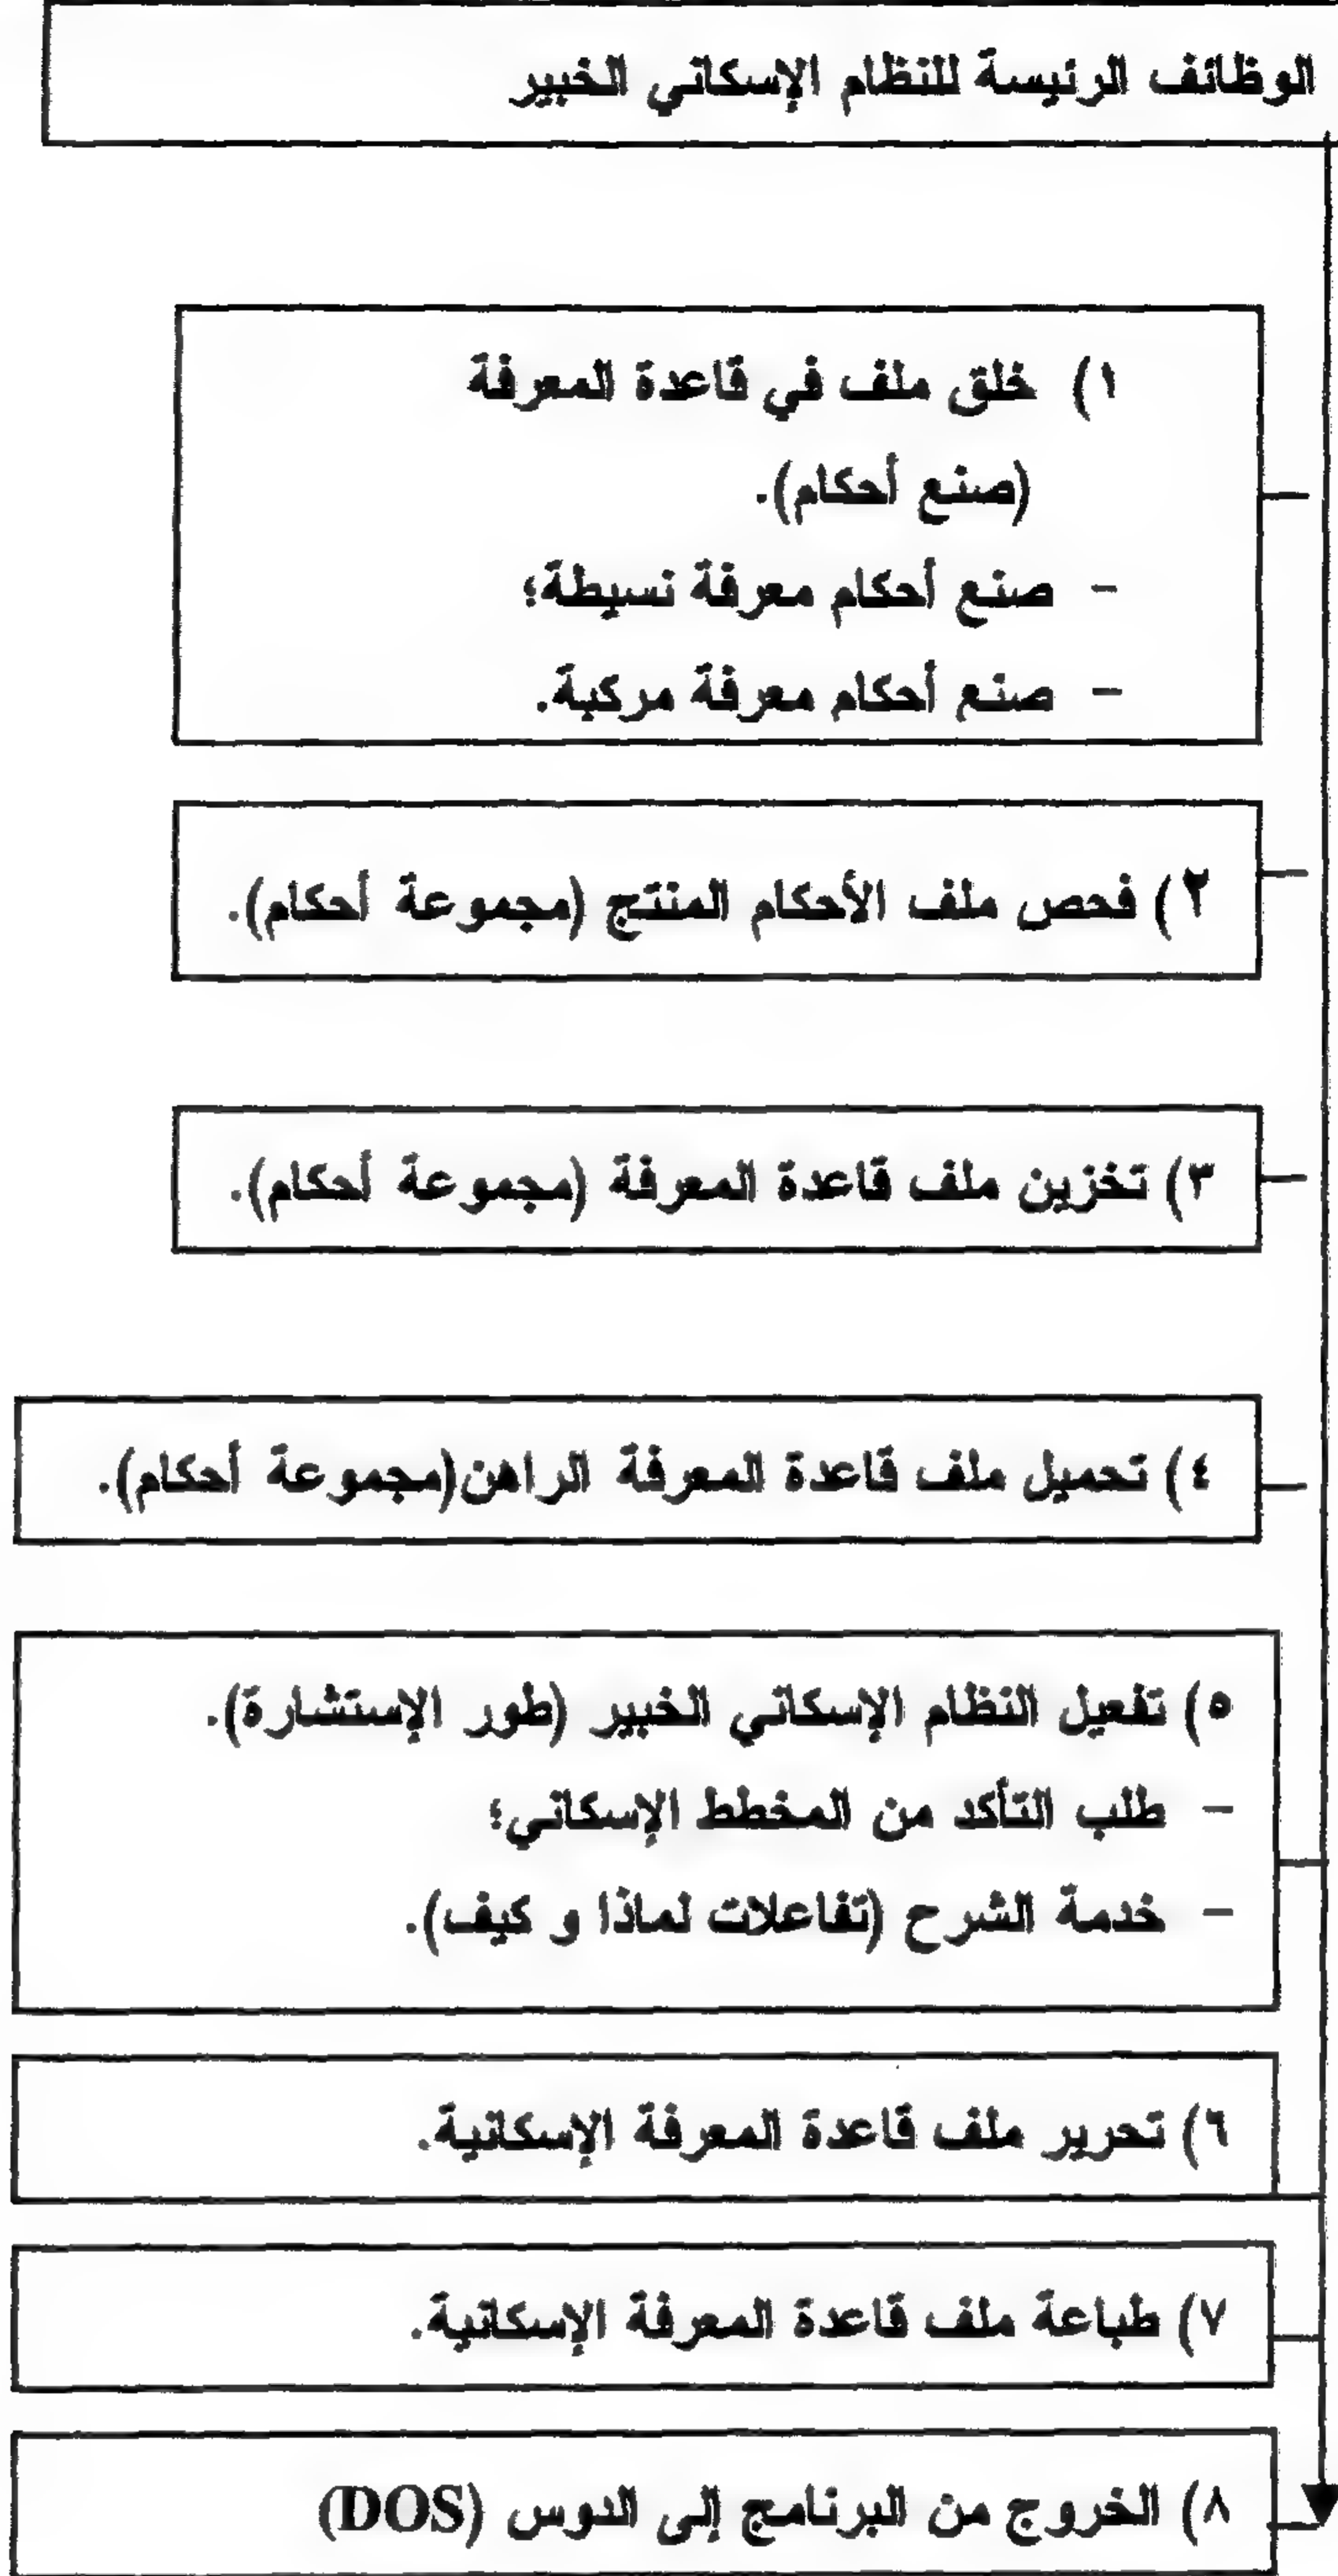 الوظائف الرئيسة للنظام الإسكاني الخبير
١) خلق ملف في قاعدة المعرفة
(صنع أحكام).
- صنع أحكام معرفة نسيطة؛
- صنع أحكام معرفة مركبة.
٢) فحص ملف الأحكام المنتج (مجموعة أحكام).
٣) تخزين ملف قاعدة المعرفة (مجموعة أحكام).
٤) تحميل ملف قاعدة المعرفة الراهن(مجموعة أحكام).
٥) تفعيل النظام الإسكاني الخبير (طور الإستشارة).
- طلب التأكد من المخطط الإسكاني؛
- خدمة الشرح (تفاعلات لماذا و كيف).
٦) تحرير ملف قاعدة المعرفة الإسكانية.
٧) طباعة ملف قاعدة المعرفة الإسكانية.
٨) الخروج من البرنامج إلى الدوس (DOS)